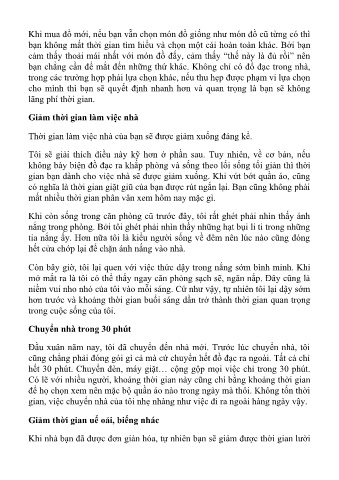 Khi mua đồ mới, nếu bạn vẫn chọn món đồ giống như món đồ cũ từng có thì
bạn không mất thời gian tìm hiểu và chọn một cái hoàn toàn khác. Bởi bạn
cảm thấy thoải mái nhất với món đồ đấy, cảm thấy “thế này là đủ rồi” nên
bạn chẳng cần để mắt đến những thứ khác. Không chỉ có đồ đạc trong nhà,
trong các trường hợp phải lựa chọn khác, nếu thu hẹp được phạm vi lựa chọn
cho mình thì bạn sẽ quyết định nhanh hơn và quan trọng là bạn sẽ không
lãng phí thời gian.
Giảm thời gian làm việc nhà
Thời gian làm việc nhà của bạn sẽ được giảm xuống đáng kể.
Tôi sẽ giải thích điều này kỹ hơn ở phần sau. Tuy nhiên, về cơ bản, nếu
không bày biện đồ đạc ra khắp phòng và sống theo lối sống tối giản thì thời
gian bạn dành cho việc nhà sẽ được giảm xuống. Khi vứt bớt quần áo, cũng
có nghĩa là thời gian giặt giũ của bạn được rút ngắn lại. Bạn cũng không phải
mất nhiều thời gian phân vân xem hôm nay mặc gì.
Khi còn sống trong căn phòng cũ trước đây, tôi rất ghét phải nhìn thấy ánh
nắng trong phòng. Bởi tôi ghét phải nhìn thấy những hạt bụi li ti trong những
tia nắng ấy. Hơn nữa tôi là kiểu người sống về đêm nên lúc nào cũng đóng
hết cửa chớp lại để chặn ánh nắng vào nhà.
Còn bây giờ, tôi lại quen với việc thức dậy trong nắng sớm bình minh. Khi
mở mắt ra là tôi có thể thấy ngay căn phòng sạch sẽ, ngăn nắp. Đây cũng là
niềm vui nho nhỏ của tôi vào mỗi sáng. Cứ như vậy, tự nhiên tôi lại dậy sớm
hơn trước và khoảng thời gian buổi sáng dần trở thành thời gian quan trọng
trong cuộc sống của tôi.
Chuyển nhà trong 30 phút
Đầu xuân năm nay, tôi đã chuyển đến nhà mới. Trước lúc chuyển nhà, tôi
cũng chẳng phải đóng gói gì cả mà cứ chuyển hết đồ đạc ra ngoài. Tất cả chỉ
hết 30 phút. Chuyển đèn, máy giặt… cộng gộp mọi việc chỉ trong 30 phút.
Có lẽ với nhiều người, khoảng thời gian này cũng chỉ bằng khoảng thời gian
để họ chọn xem nên mặc bộ quần áo nào trong ngày mà thôi. Không tốn thời
gian, việc chuyển nhà của tôi nhẹ nhàng như việc đi ra ngoài hàng ngày vậy.
Giảm thời gian uể oải, biếng nhác
Khi nhà bạn đã được đơn giản hóa, tự nhiên bạn sẽ giảm được thời gian lười